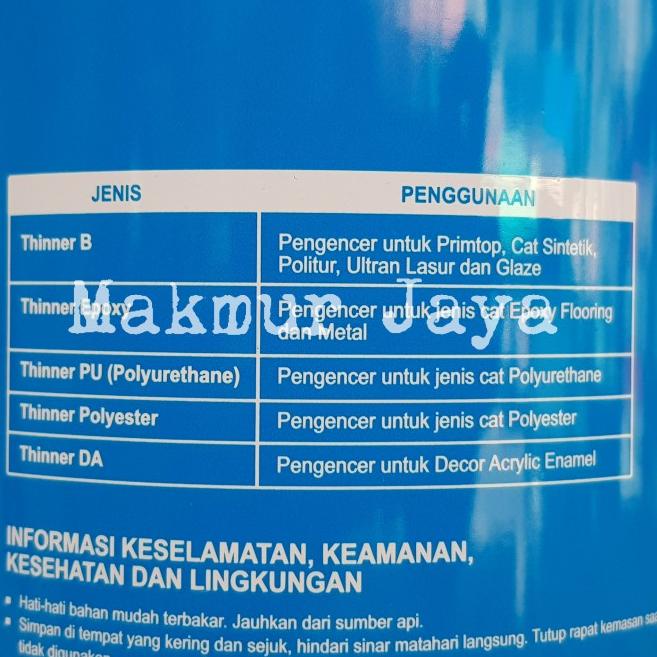 JENIS PENGGUNAAN
Thinner B
Pengencer untuk Primtop, Cat Sintetik,
Politur, Ultran Lasur dan Glaze
Thinner Epoxy
Pengencer untuk jenis cat Epoxy Flooring
dan Metal
Makmur Jaya
Thinner PU (Polyurethane)
Pengencer untuk jenis cat Polyurethane
Thinner Polyester
Pengencer untuk jenis cat Polyester
Thinner DA
Pengencer untuk Decor Acrylic Enamel
INFORMASI KESELAMATAN, KEAMANAN,
KESEHATAN DAN LINGKUNGAN
▪ Hati-hati bahan mudah terbakar. Jauhkan dari sumber api.
▪ Simpan di tempat yang kering dan sejuk, hindari sinar matahari langsung. Tutup rapat kemasan
tidak